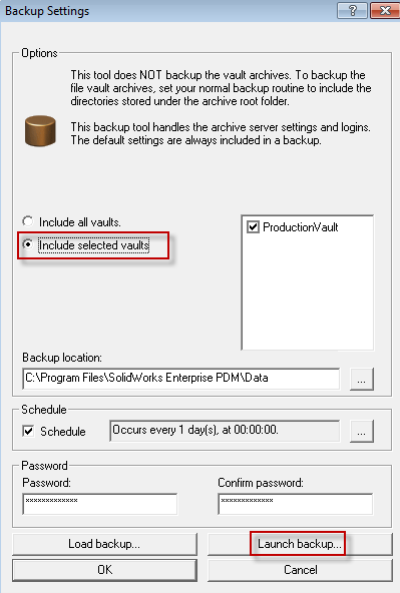 Backup Settings
Options
This tool does NOT backup the vault archives. To backup the
file vault archives, set your normal backup routine to include the
directories stored under the archive root folder.
This backup tool handles the archive server settings and logins.
The default settings are always included in a backup.
Include all vaults.
Include selected vaults
ProductionVault
Backup location:
C:\Program Files\SolidWorks Enterprise PDM\Data
...
Schedule
Schedule
Occurs every 1 day(s), at 00:00:00.
...
Password
Password:
Confirm password:
*************
*************
Load backup...
Launch backup...
OK
Cancel